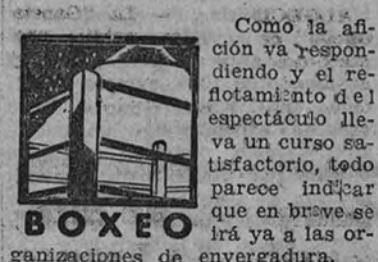 Como la afi-
ción va respon-
diendo y el re-
flotamiento del
espectáculo lle-
va un curso sa-
tisfactorio, todo
parece indicar
que en breve se
irá ya a las or-
ganizaciones de envergadura.
BOXEO